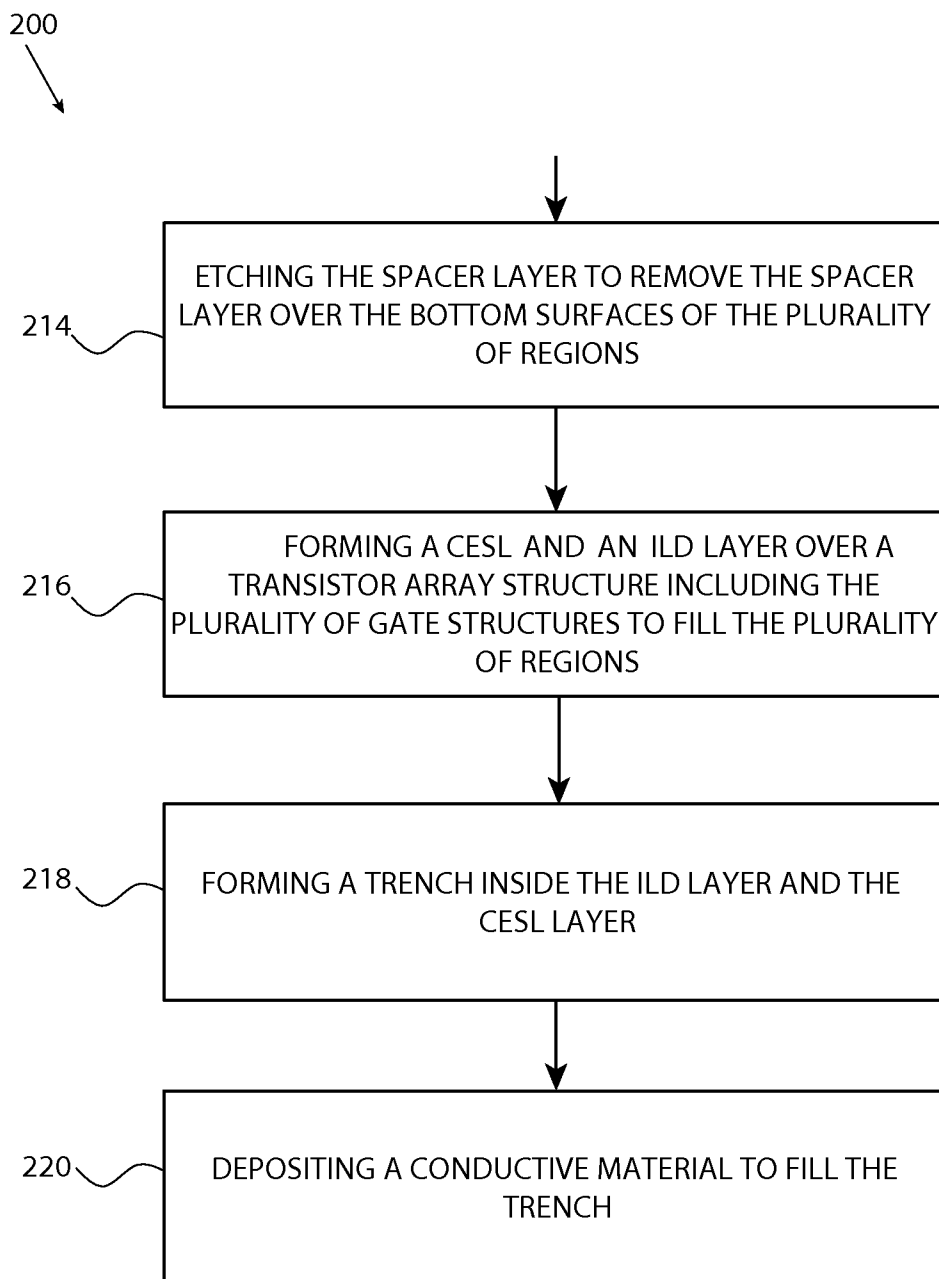 200
214
ETCHING THE SPACER LAYER TO REMOVE THE SPACER
LAYER OVER THE BOTTOM SURFACES OF THE PLURALITY
OF REGIONS
216
FORMING A CESL AND AN ILD LAYER OVER A
TRANSISTOR ARRAY STRUCTURE INCLUDING THE
PLURALITY OF GATE STRUCTURES TO FILL THE PLURALITY
OF REGIONS
218
FORMING A TRENCH INSIDE THE ILD LAYER AND THE
CESL LAYER
220
DEPOSITING A CONDUCTIVE MATERIAL TO FILL THE
TRENCH